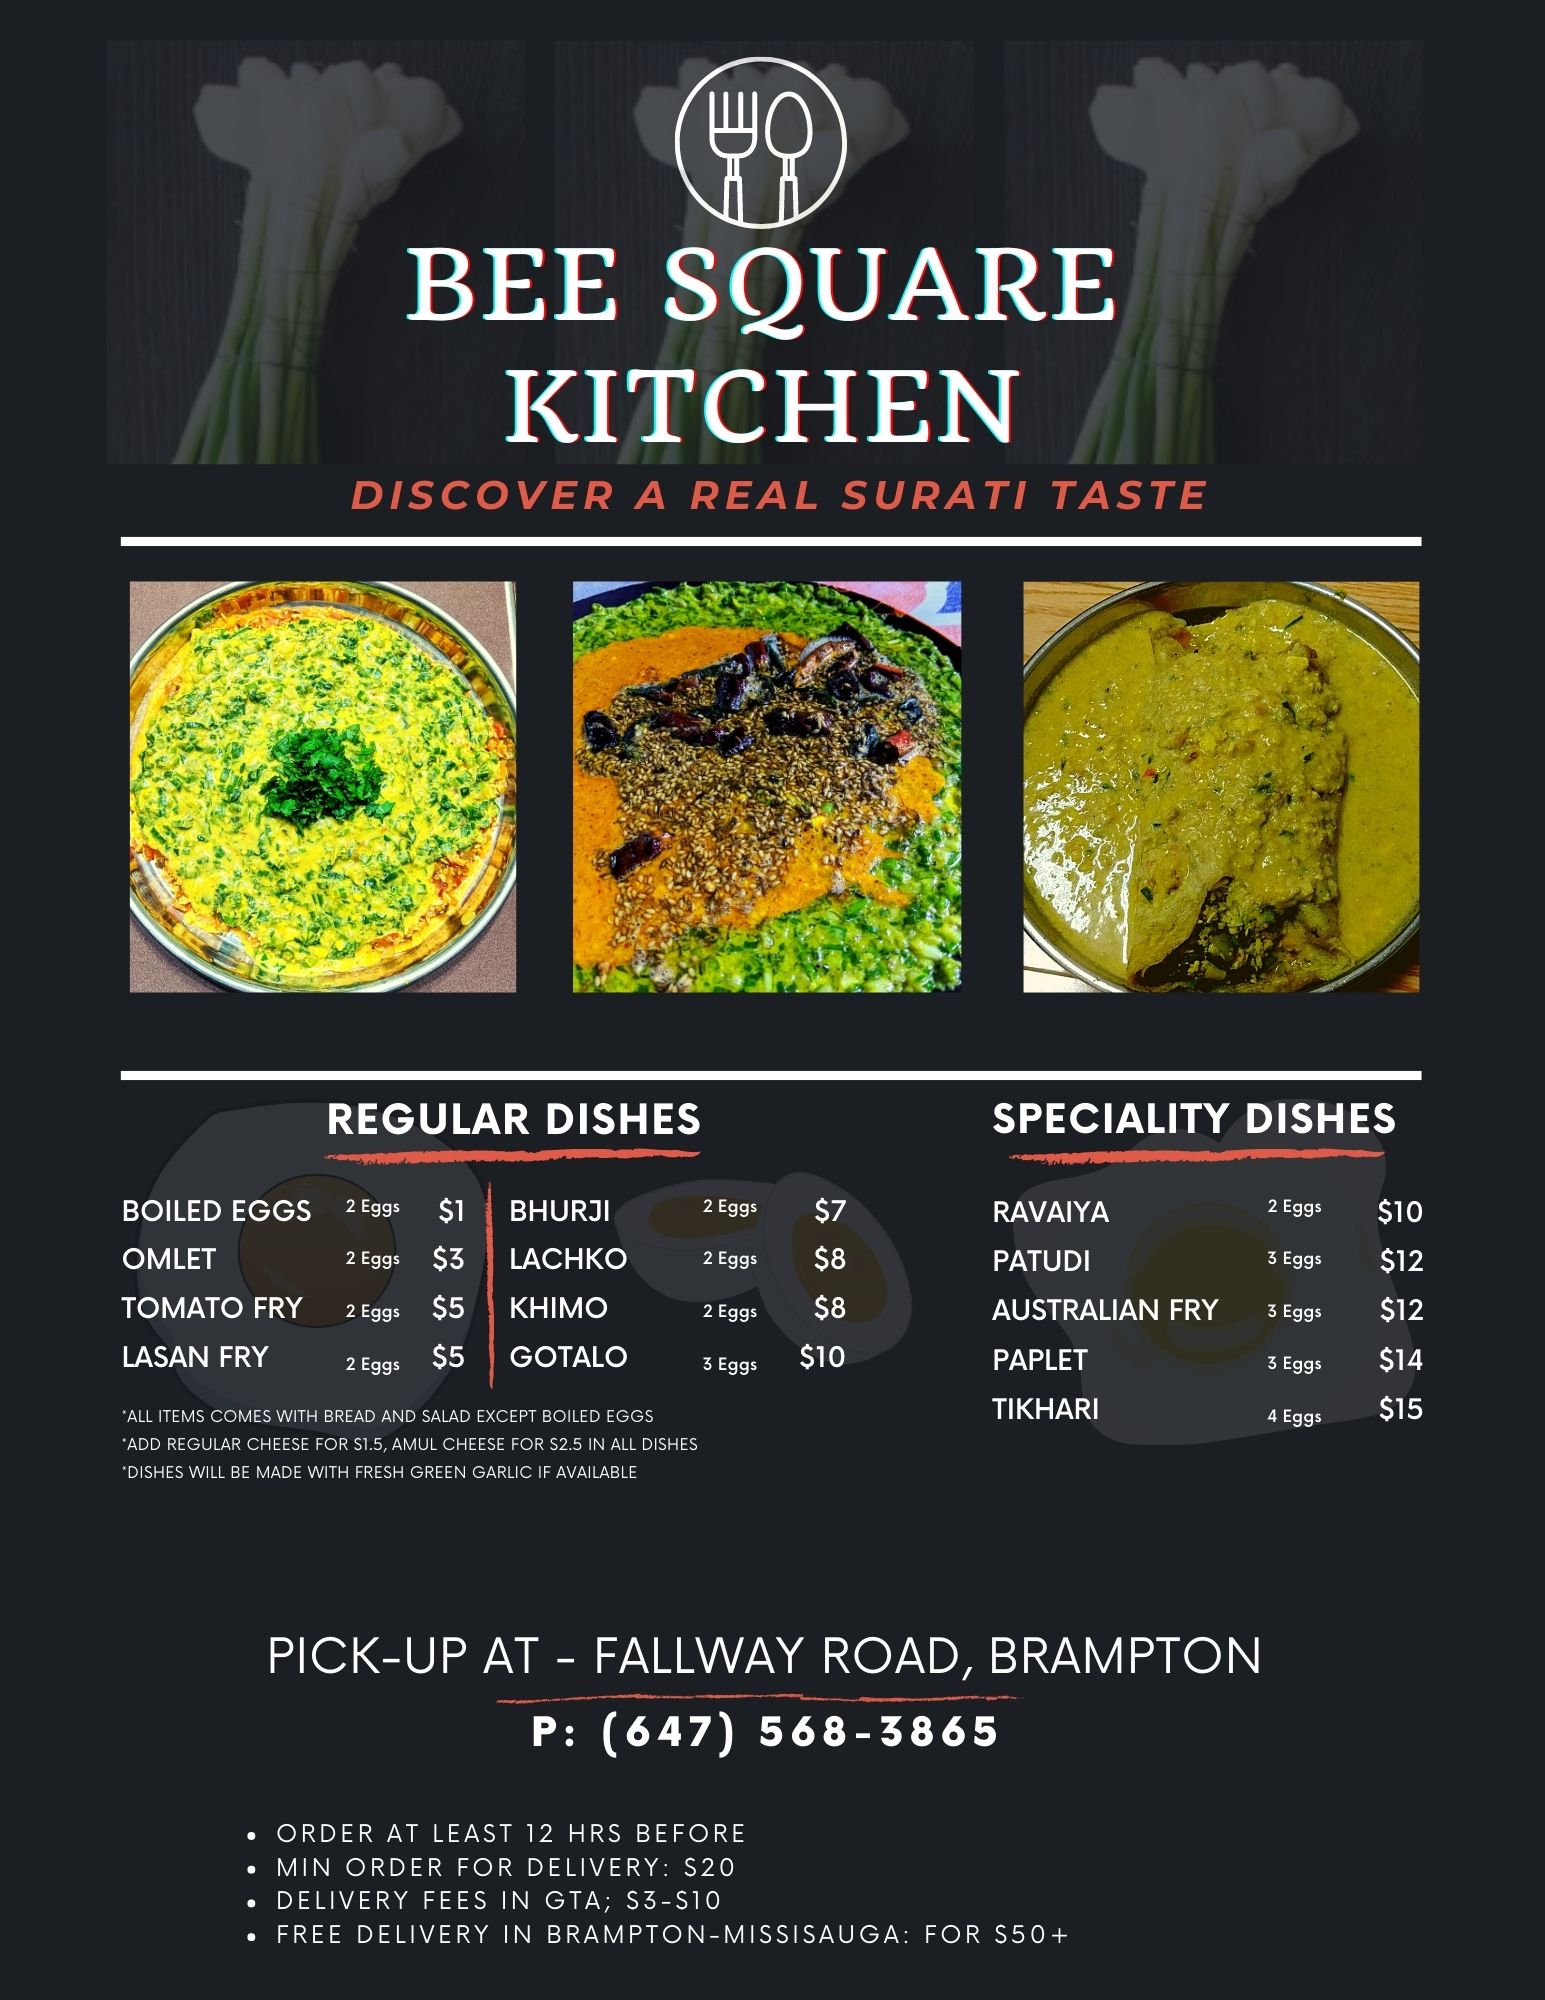 BEE SQUARE
KITCHEN
DISCOVER A REAL SURATI TASTE
REGULAR DISHES
BOILED EGGS 2 Eggs $1
OMLET 2 Eggs $3
TOMATO FRY 2 Eggs $5
LASAN FRY 2 Eggs $5
BHURJI 2 Eggs $7
LACHKO 2 Eggs $8
KHIMO 2 Eggs $8
GOTALO 3 Eggs $10
*ALL ITEMS COMES WITH BREAD AND SALAD EXCEPT BOILED EGGS
*ADD REGULAR CHEESE FOR $1.5, AMUL CHEESE FOR $2.5 IN ALL DISHES
*DISHES WILL BE MADE WITH FRESH GREEN GARLIC IF AVAILABLE
SPECIALITY DISHES
RAVAIYA 2 Eggs $10
PATUDI 3 Eggs $12
AUSTRALIAN FRY 3 Eggs $12
PAPLET 3 Eggs $14
TIKHARI 4 Eggs $15
PICK-UP AT - FALLWAY ROAD, BRAMPTON
P: (647) 568-3865
• ORDER AT LEAST 12 HRS BEFORE
• MIN ORDER FOR DELIVERY: $20
• DELIVERY FEES IN GTA; $3-$10
• FREE DELIVERY IN BRAMPTON-MISSISAUGA: FOR $50+